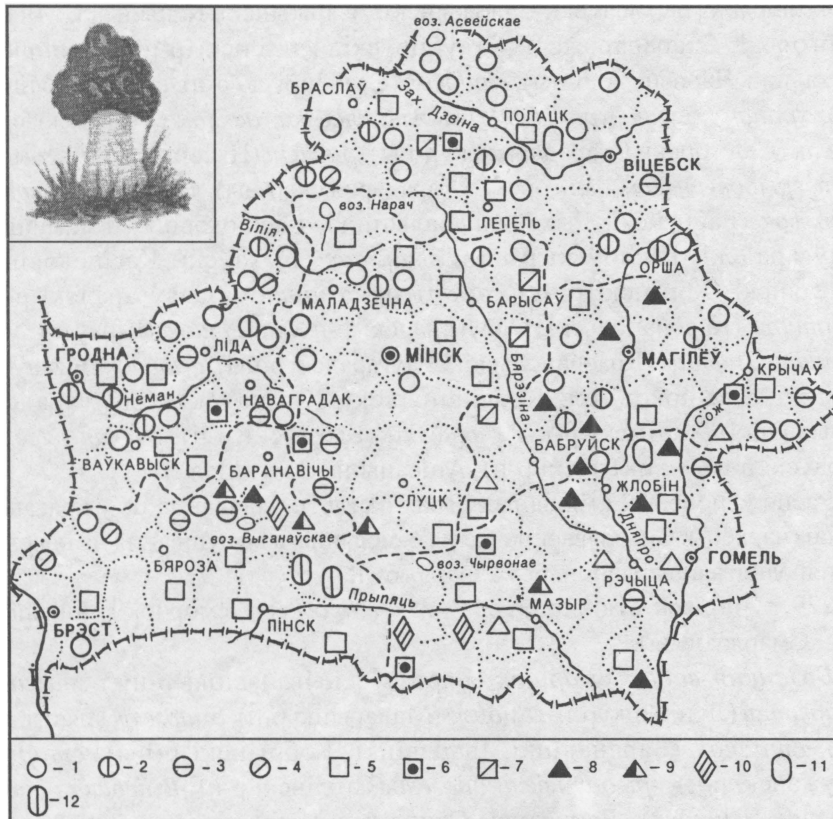 воз. Асвейскае
БРАСЛАЎ
Зах. Дзвіна
ПОЛАЦК
ВІЦЕБСК
воз. Нарач
ЛЕПЕЛЬ
Вілія
ОРША
МАЛАДЗЕЧНА
БАРЫСАЎ
ГРОДНА
ЛІДА
МІНСК
Бярэзіна
МАГІЛЕЎ
КРЫЧАЎ
Нёман
НАВАГРАДАК
Сож
ВАЎКАВЫСК
БАРАНАВІЧЫ
БАБРУЙСК
СЛУЦК
ЖЛОБІН
воз. Выганаўскае
Дняпро
ГОМЕЛЬ
БЯРОЗА
воз. Чырвонае
РЭЧЫЦА
Прыпяць
МАЗЫР
БРЭСТ
ПІНСК
- 1 - 2 - 3 - 4 - 5 - 6 - 7 - 8 - 9 - 10 - 11
- 12